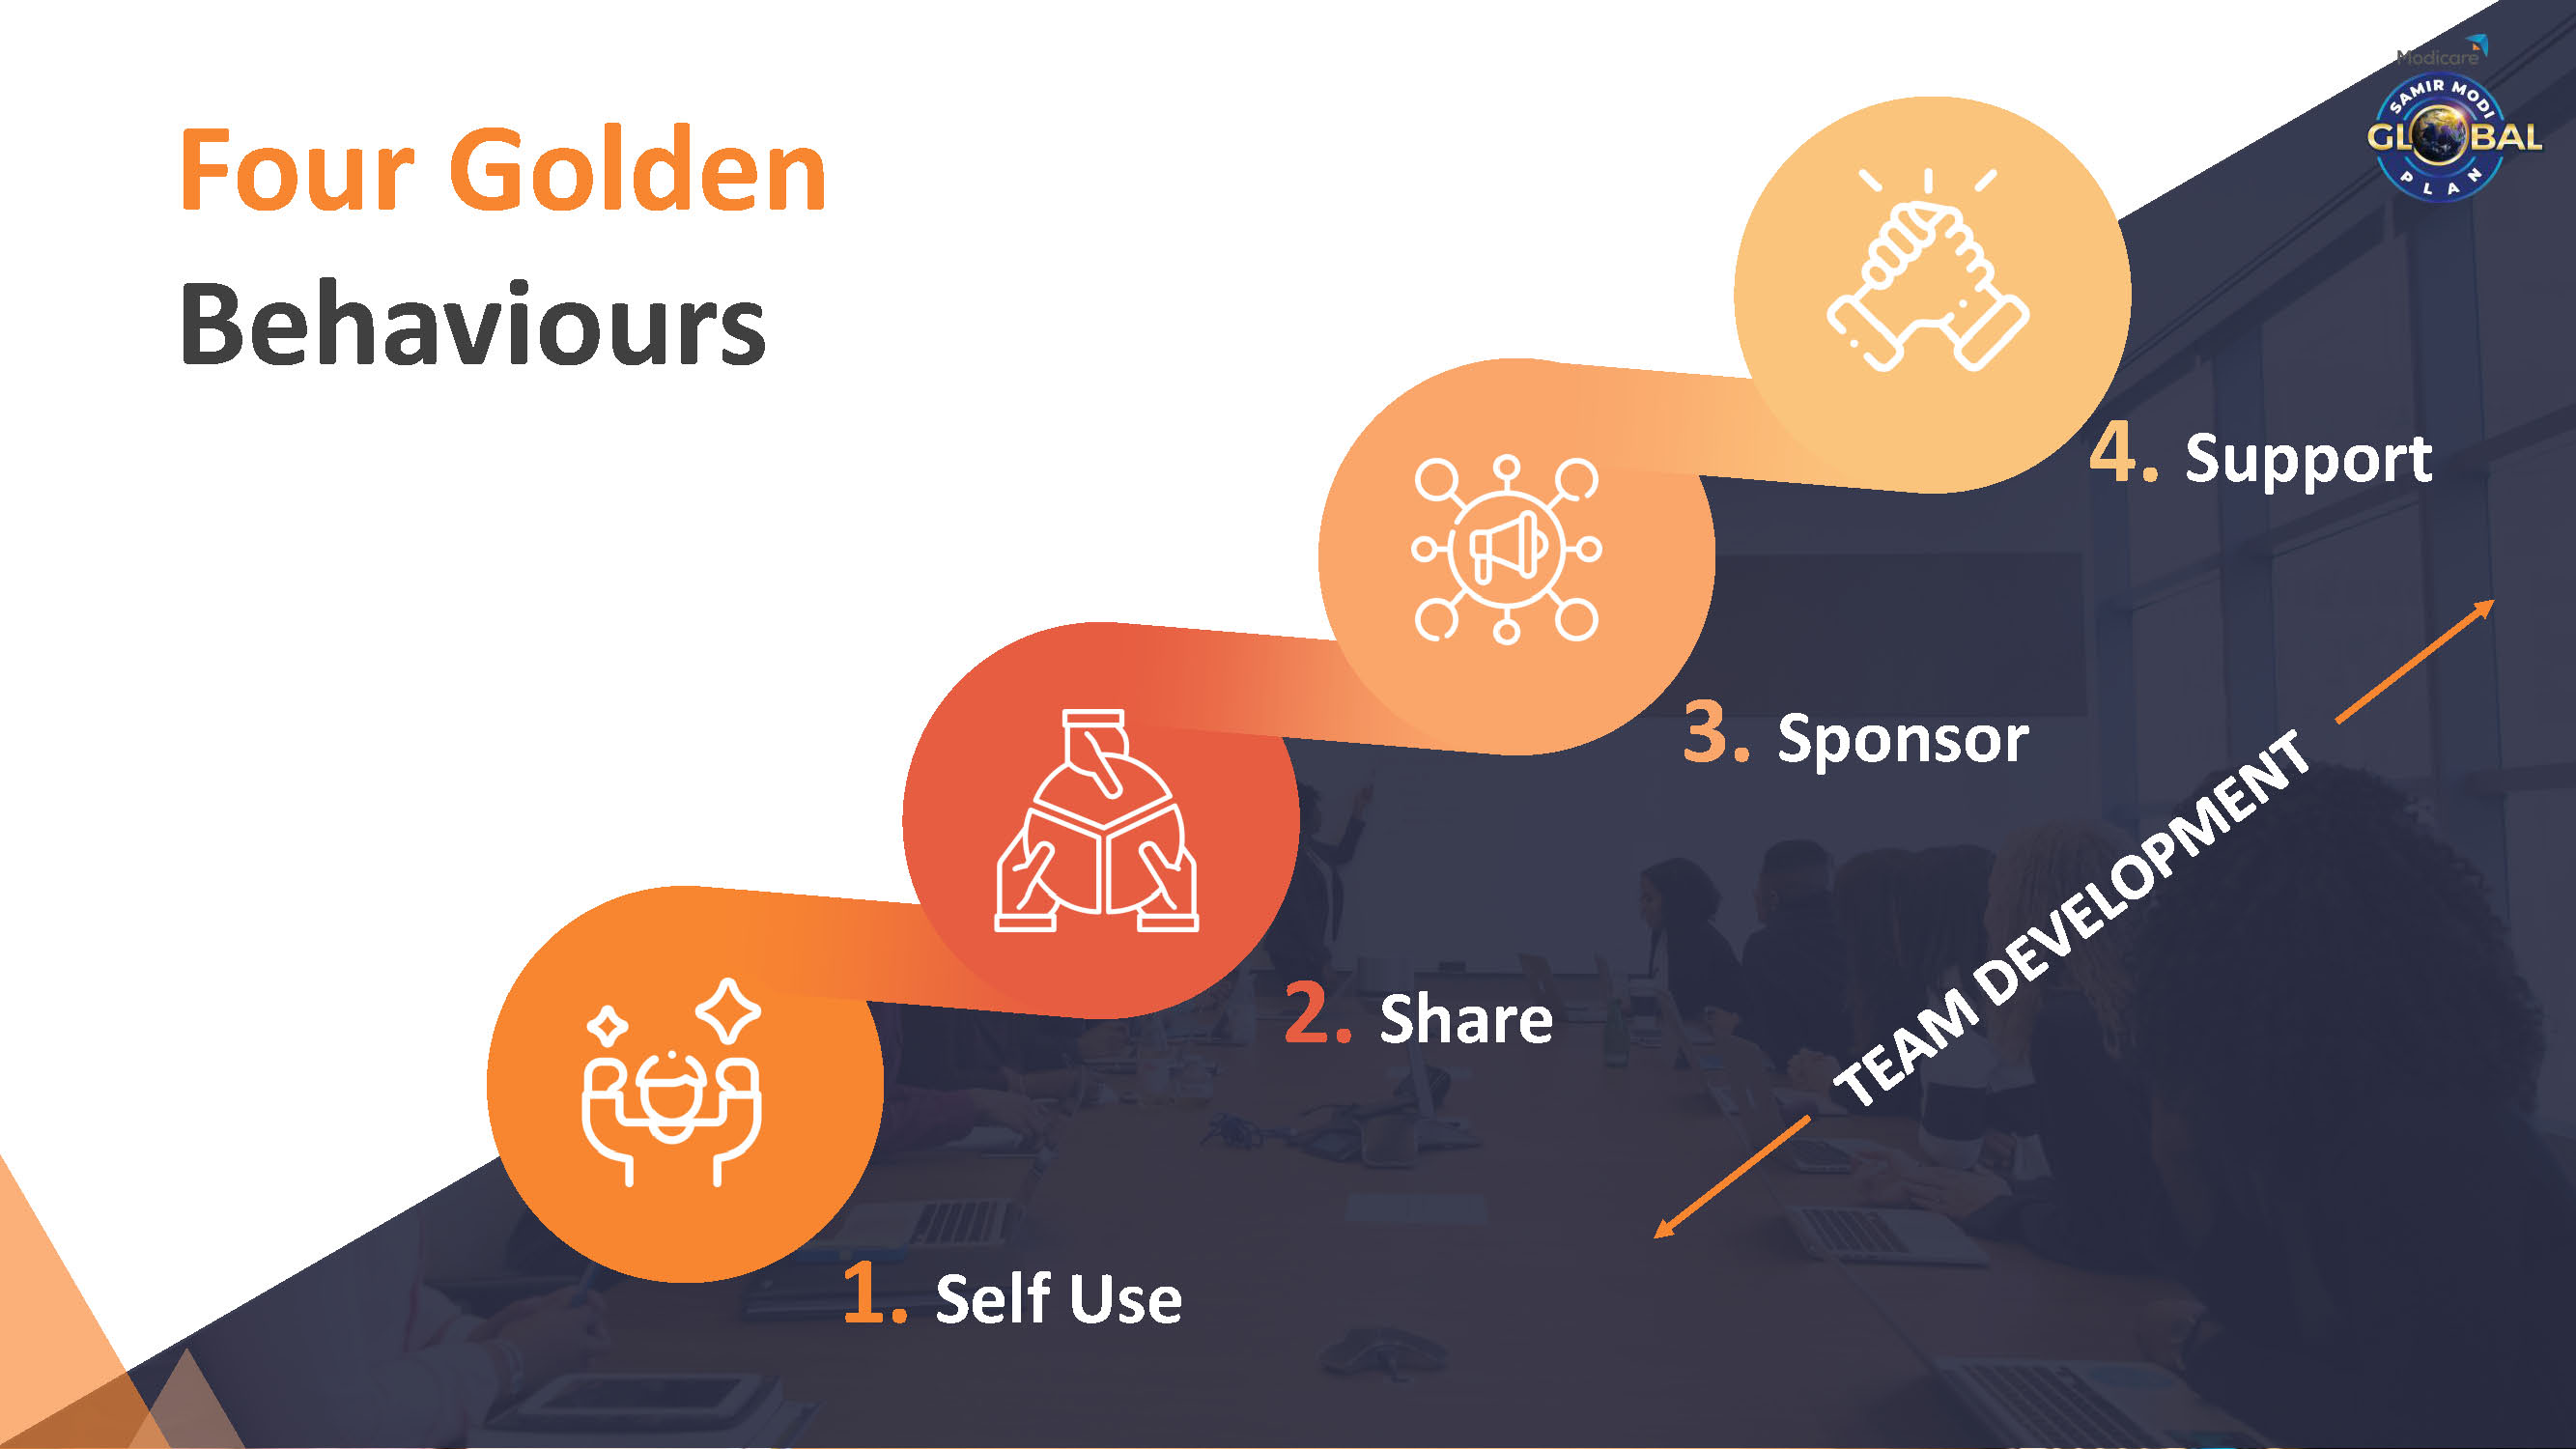 Modicare
SAMIR MODI
GLOBAL
PLAN
Four Golden
Behaviours
4. Support
3. Sponsor
TEAM DEVELOPMENT
2. Share
1. Self Use